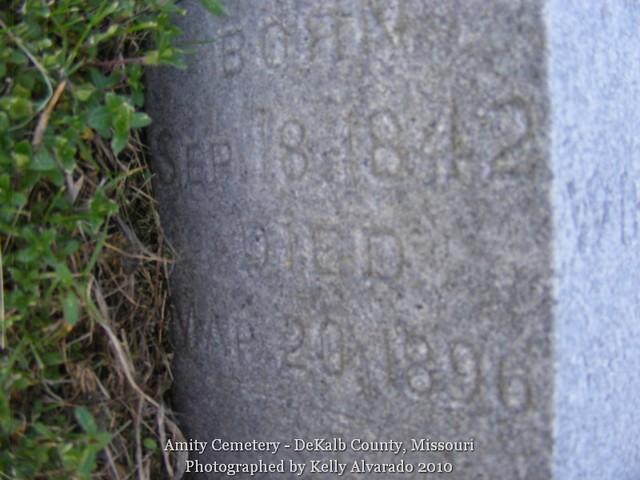 BORN
SEP. 18, 1842
DIED
MAR. 20, 1896
Amity Cemetery - DeKalb County, Missouri
Photographed by Kelly Alvarado 2010